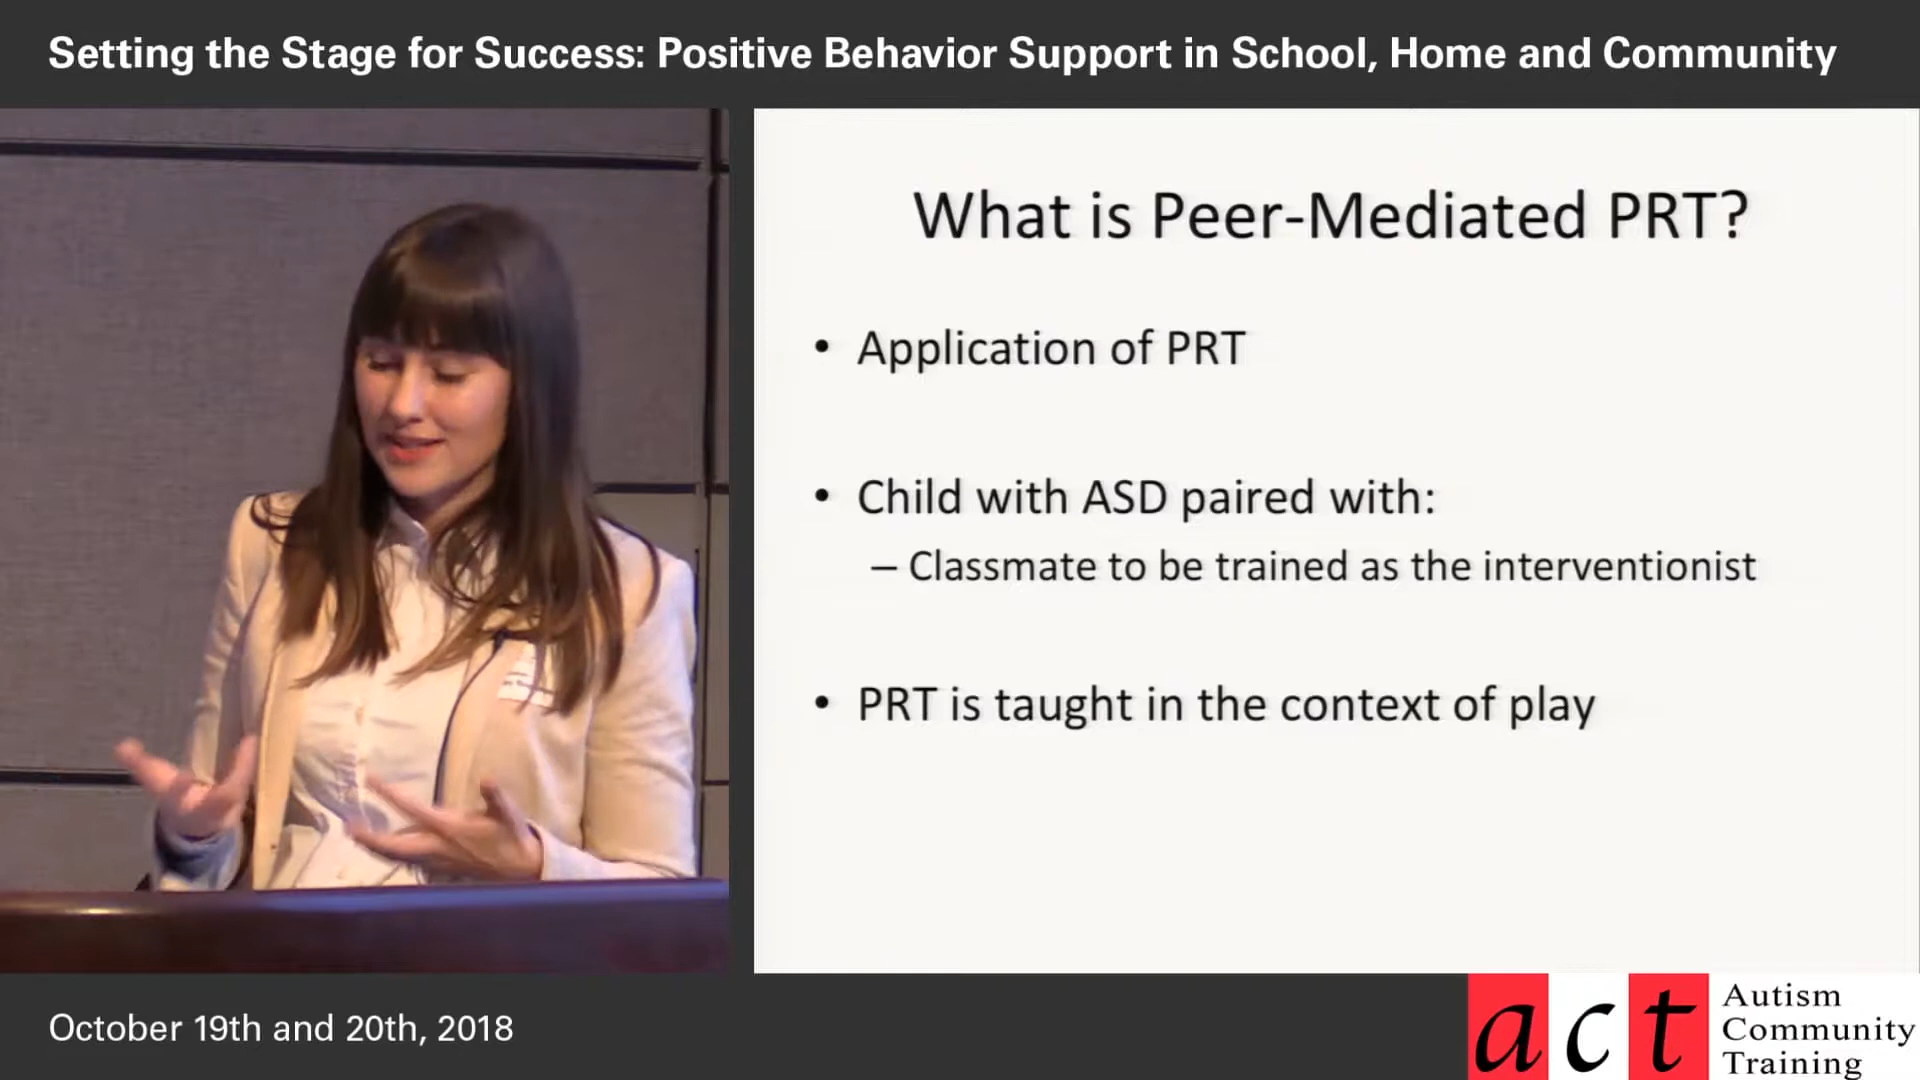 Setting the Stage for Success: Positive Behavior Support in School, Home and Community
What is Peer-Mediated PRT?
• Application of PRT
• Child with ASD paired with:
– Classmate to be trained as the interventionist
• PRT is taught in the context of play
October 19th and 20th, 2018
act
Autism
Community
Training